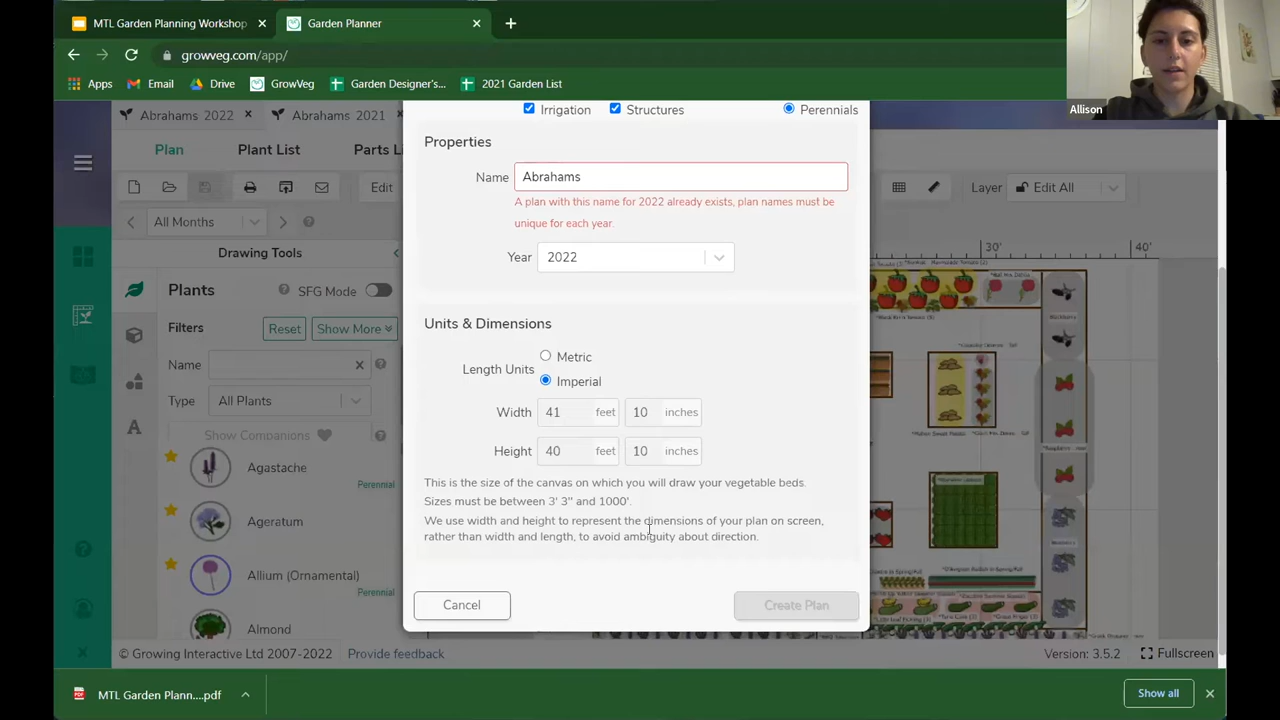 MTL Garden Planning Workshop
Garden Planner
growveg.com/app/
Apps
Email
Drive
GrowVeg
Garden Designer's...
2021 Garden List
Allison
Abrahams 2022
Abrahams 2021
Irrigation
Structures
Perennials
Plan
Plant List
Parts L
Properties
Name
Abrahams
A plan with this name for 2022 already exists, plan names must be
unique for each year.
Edit
Layer
Edit All
All Months
Year
2022
30'
40'
Drawing Tools
Plants
SFG Mode
Filters
Reset
Show More
Name
Type
All Plants
Show Companions
Units & Dimensions
Length Units
Metric
Imperial
Width
41 feet
10 inches
Height
40 feet
10 inches
This is the size of the canvas on which you will draw your vegetable beds.
Sizes must be between 3' 3" and 1000'.
We use width and height to represent the dimensions of your plan on screen,
rather than width and length, to avoid ambiguity about direction.
Agastache
Perennial
Ageratum
Allium (Ornamental)
Perennial
Almond
Cancel
Create Plan
© Growing Interactive Ltd 2007-2022
Provide feedback
Version: 3.5.2
Fullscreen
MTL Garden Plann....pdf
Show all